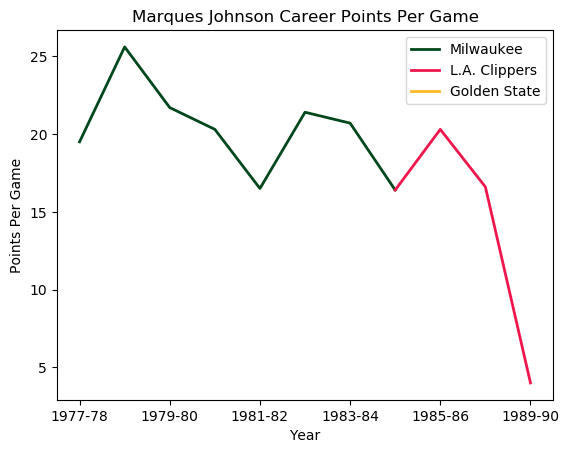 Marques Johnson Career Points Per Game
Milwaukee
L.A. Clippers
Golden State
Points Per Game
25
20
15
10
5
1977-78 1979-80 1981-82 1983-84 1985-86 1989-90
Year